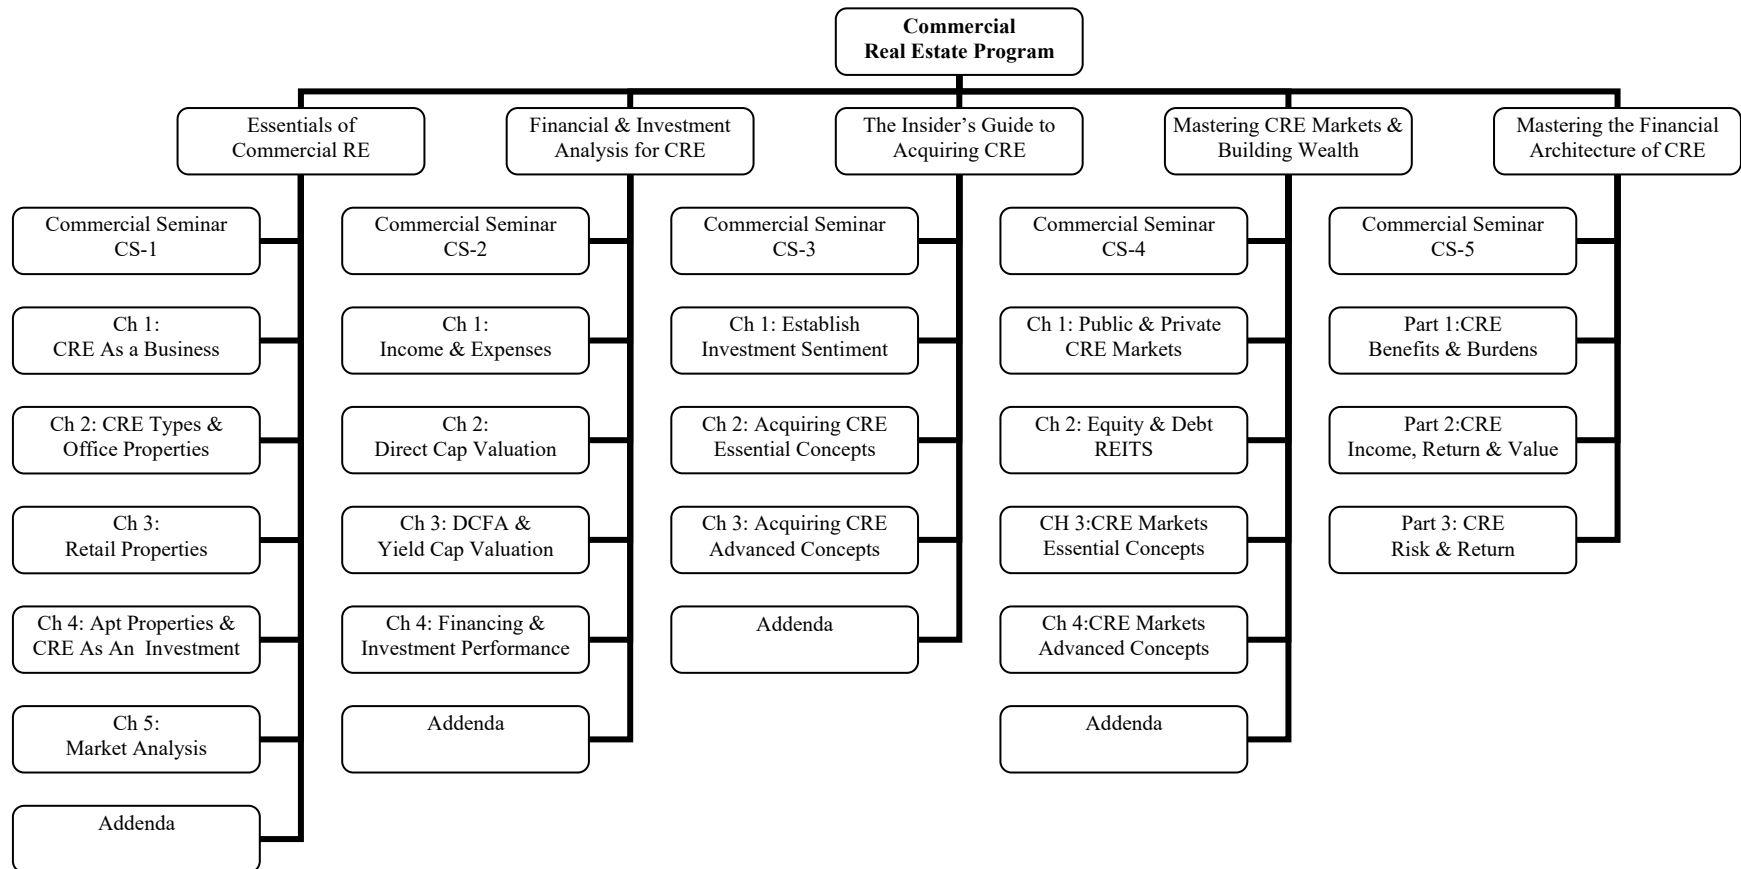 Commercial
Real Estate Program
Essentials of
Commercial RE
Financial & Investment
Analysis for CRE
The Insider’s Guide to
Acquiring CRE
Mastering CRE Markets &
Building Wealth
Mastering the Financial
Architecture of CRE
Commercial Seminar
CS-1
Commercial Seminar
CS-2
Commercial Seminar
CS-3
Commercial Seminar
CS-4
Commercial Seminar
CS-5
Ch 1:
CRE As a Business
Ch 1:
Income & Expenses
Ch 1: Establish
Investment Sentiment
Ch 1: Public & Private
CRE Markets
Part 1:CRE
Benefits & Burdens
Ch 2: CRE Types &
Office Properties
Ch 2:
Direct Cap Valuation
Ch 2: Acquiring CRE
Essential Concepts
Ch 2: Equity & Debt
REITS
Part 2:CRE
Income, Return & Value
Ch 3:
Retail Properties
Ch 3: DCFA &
Yield Cap Valuation
Ch 3: Acquiring CRE
Advanced Concepts
CH 3:CRE Markets
Essential Concepts
Part 3: CRE
Risk & Return
Ch 4: Apt Properties &
CRE As An  Investment
Ch 4: Financing &
Investment Performance
Addenda
Ch 4:CRE Markets
Advanced Concepts
Ch 5:
Market Analysis
Addenda
Addenda
Addenda